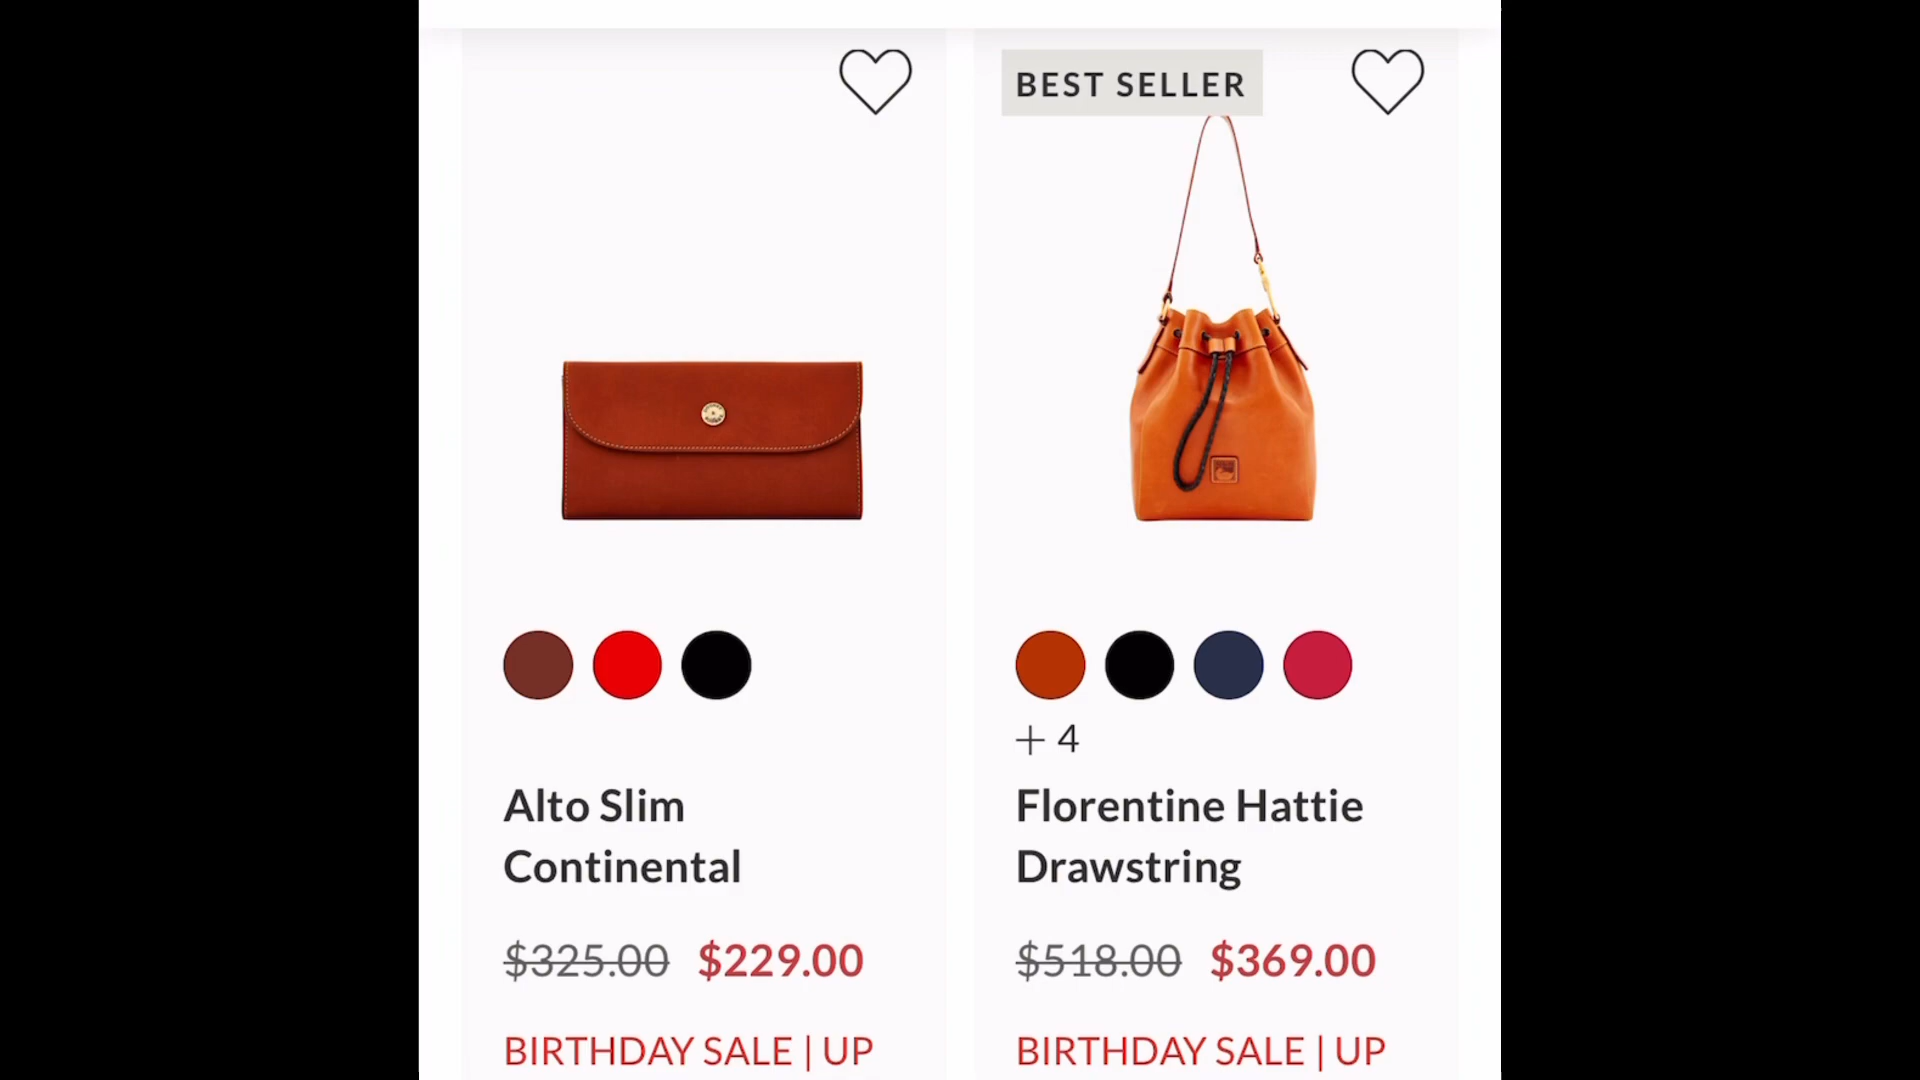 BEST SELLER
+ 4
Alto Slim
Continental
Florentine Hattie
Drawstring
$325.00 $229.00
$518.00 $369.00
BIRTHDAY SALE | UP
BIRTHDAY SALE | UP